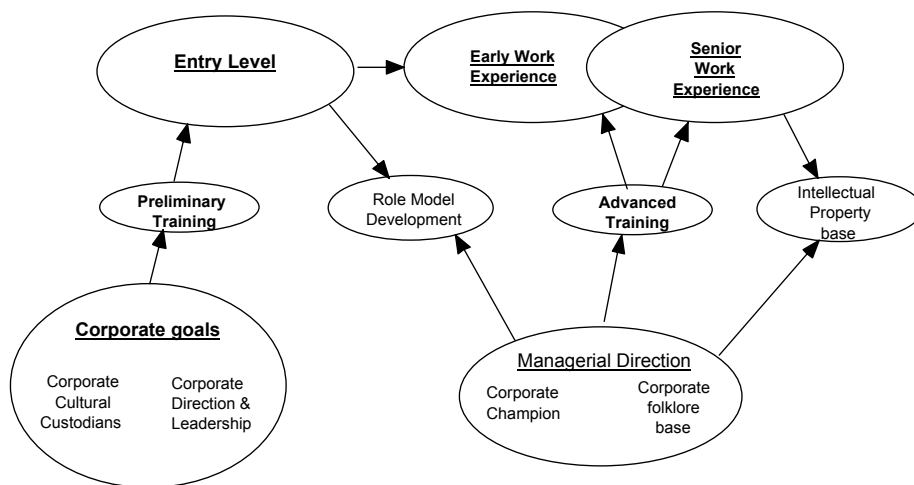 Entry Level
Early Work
Experience
Senior
Work
Experience
Preliminary
Training
Role Model
Development
Advanced
Training
Intellectual
Property
base
Corporate goals
Corporate
Cultural
Custodians
Corporate
Direction &
Leadership
Managerial Direction
Corporate
Champion
Corporate
folklore
base